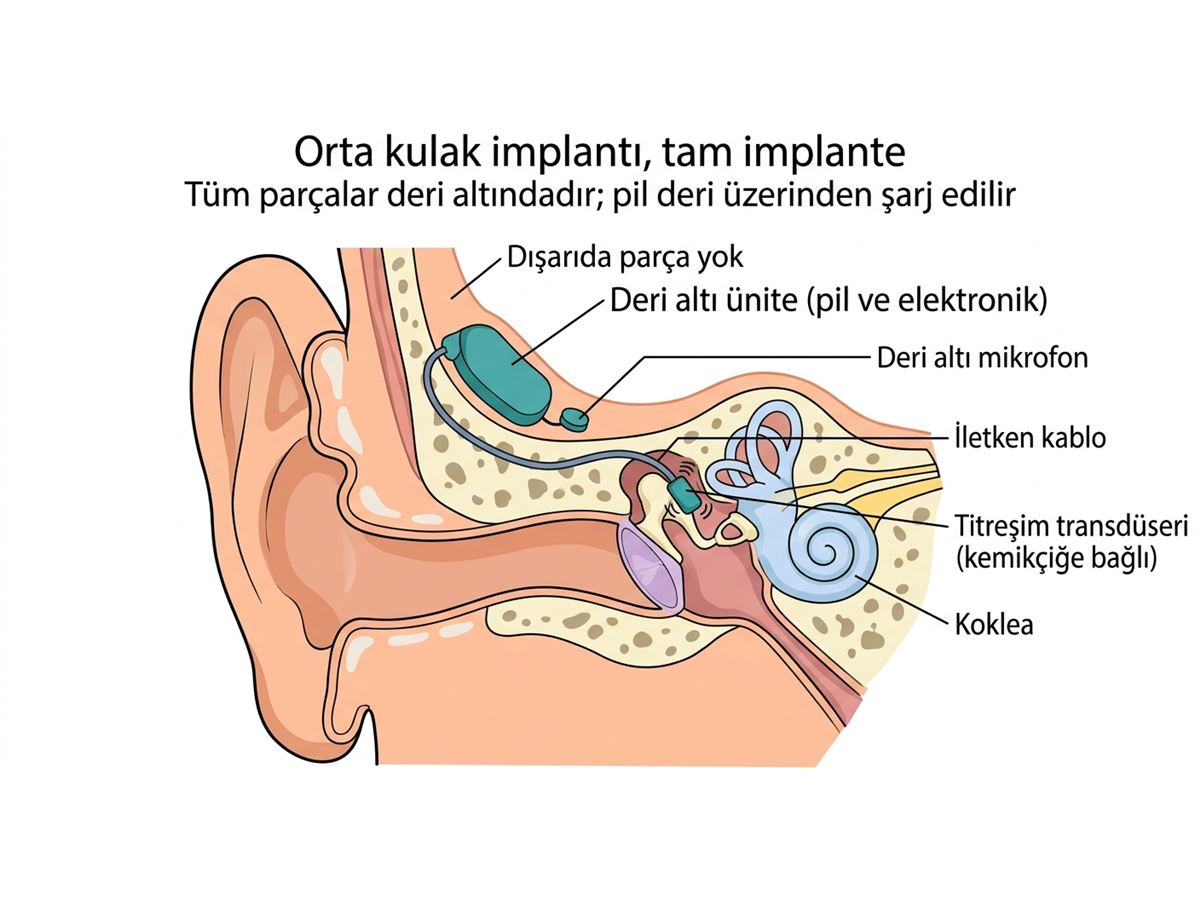 Orta kulak implantı, tam implante
Tüm parçalar deri altındadır; pil deri üzerinden şarj edilir
Dışarıda parça yok
Deri altı ünite (pil ve elektronik)
Deri altı mikrofon
İletken kablo
Titreşim transdüseri
(kemikçiğe bağlı)
Koklea